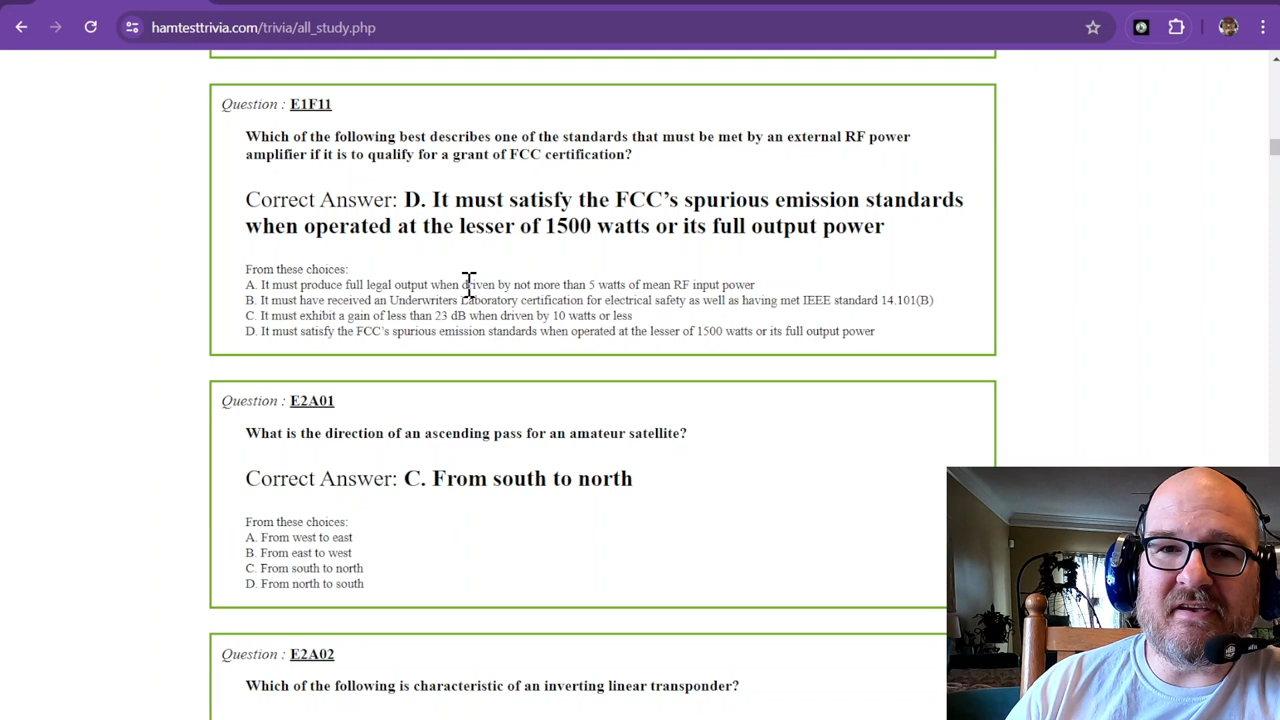 hamtesttrivia.com/trivia/all_study.php
Question : E1F11
Which of the following best describes one of the standards that must be met by an external RF power
amplifier if it is to qualify for a grant of FCC certification?
Correct Answer: D. It must satisfy the FCC’s spurious emission standards
when operated at the lesser of 1500 watts or its full output power
From these choices:
A. It must produce full legal output when driven by not more than 5 watts of mean RF input power
B. It must have received an Underwriters Laboratory certification for electrical safety as well as having met IEEE standard 14.101(B)
C. It must exhibit a gain of less than 23 dB when driven by 10 watts or less
D. It must satisfy the FCC’s spurious emission standards when operated at the lesser of 1500 watts or its full output power
Question : E2A01
What is the direction of an ascending pass for an amateur satellite?
Correct Answer: C. From south to north
From these choices:
A. From west to east
B. From east to west
C. From south to north
D. From north to south
Question : E2A02
Which of the following is characteristic of an inverting linear transponder?